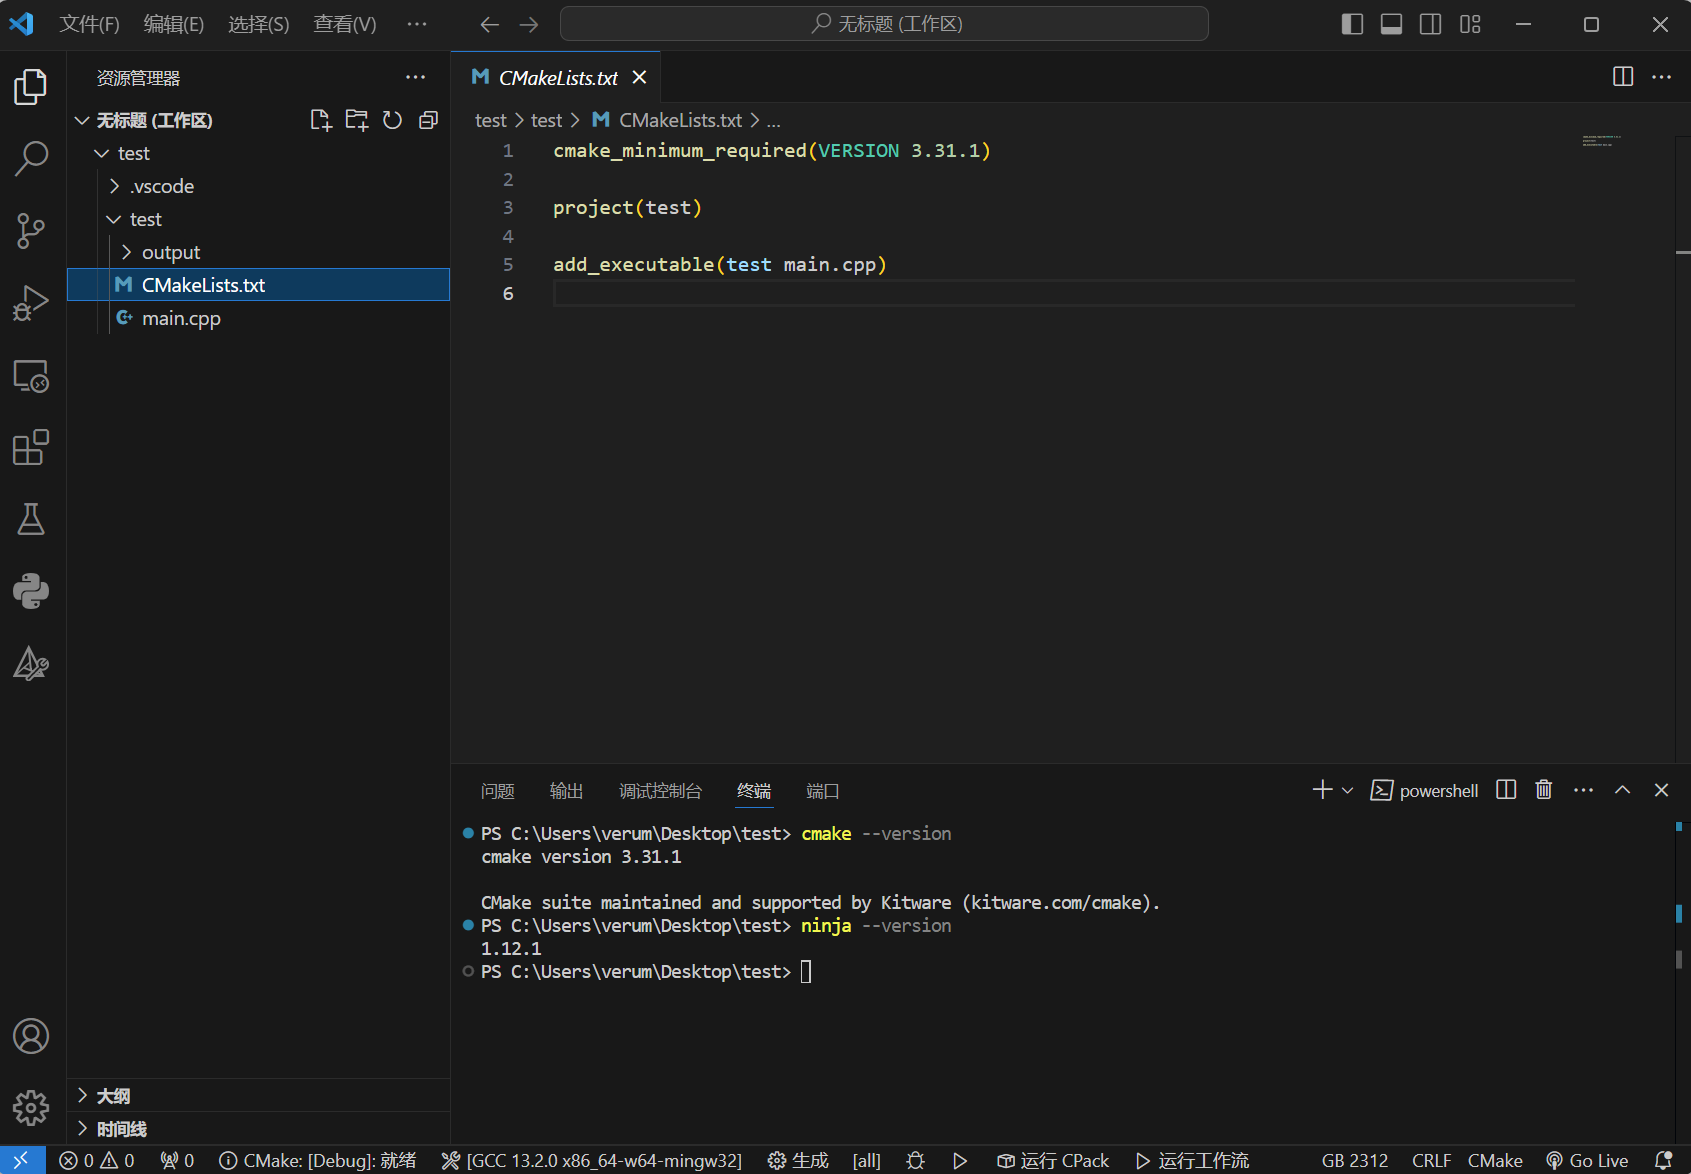 文件(F) 编辑(E) 选择(S) 查看(V) ··· 无标题 (工作区)
资源管理器 ···
无标题 (工作区)
test
.vscode
test
output
CMakeLists.txt
main.cpp
大纲
时间线
CMakeLists.txt
test > test > CMakeLists.txt > ...
1 cmake_minimum_required(VERSION 3.31.1)
2
3 project(test)
4
5 add_executable(test main.cpp)
6
问题 输出 调试控制台 终端 端口 powershell
PS C:\Users\verum\Desktop\test> cmake --version
cmake version 3.31.1
CMake suite maintained and supported by Kitware (kitware.com/cmake).
PS C:\Users\verum\Desktop\test> ninja --version
1.12.1
PS C:\Users\verum\Desktop\test>
0 0 0 CMake: [Debug]: 就绪 [GCC 13.2.0 x86_64-w64-mingw32] 生成 [all] 运行 CPack 运行工作流 GB 2312 CRLF CMake Go Live